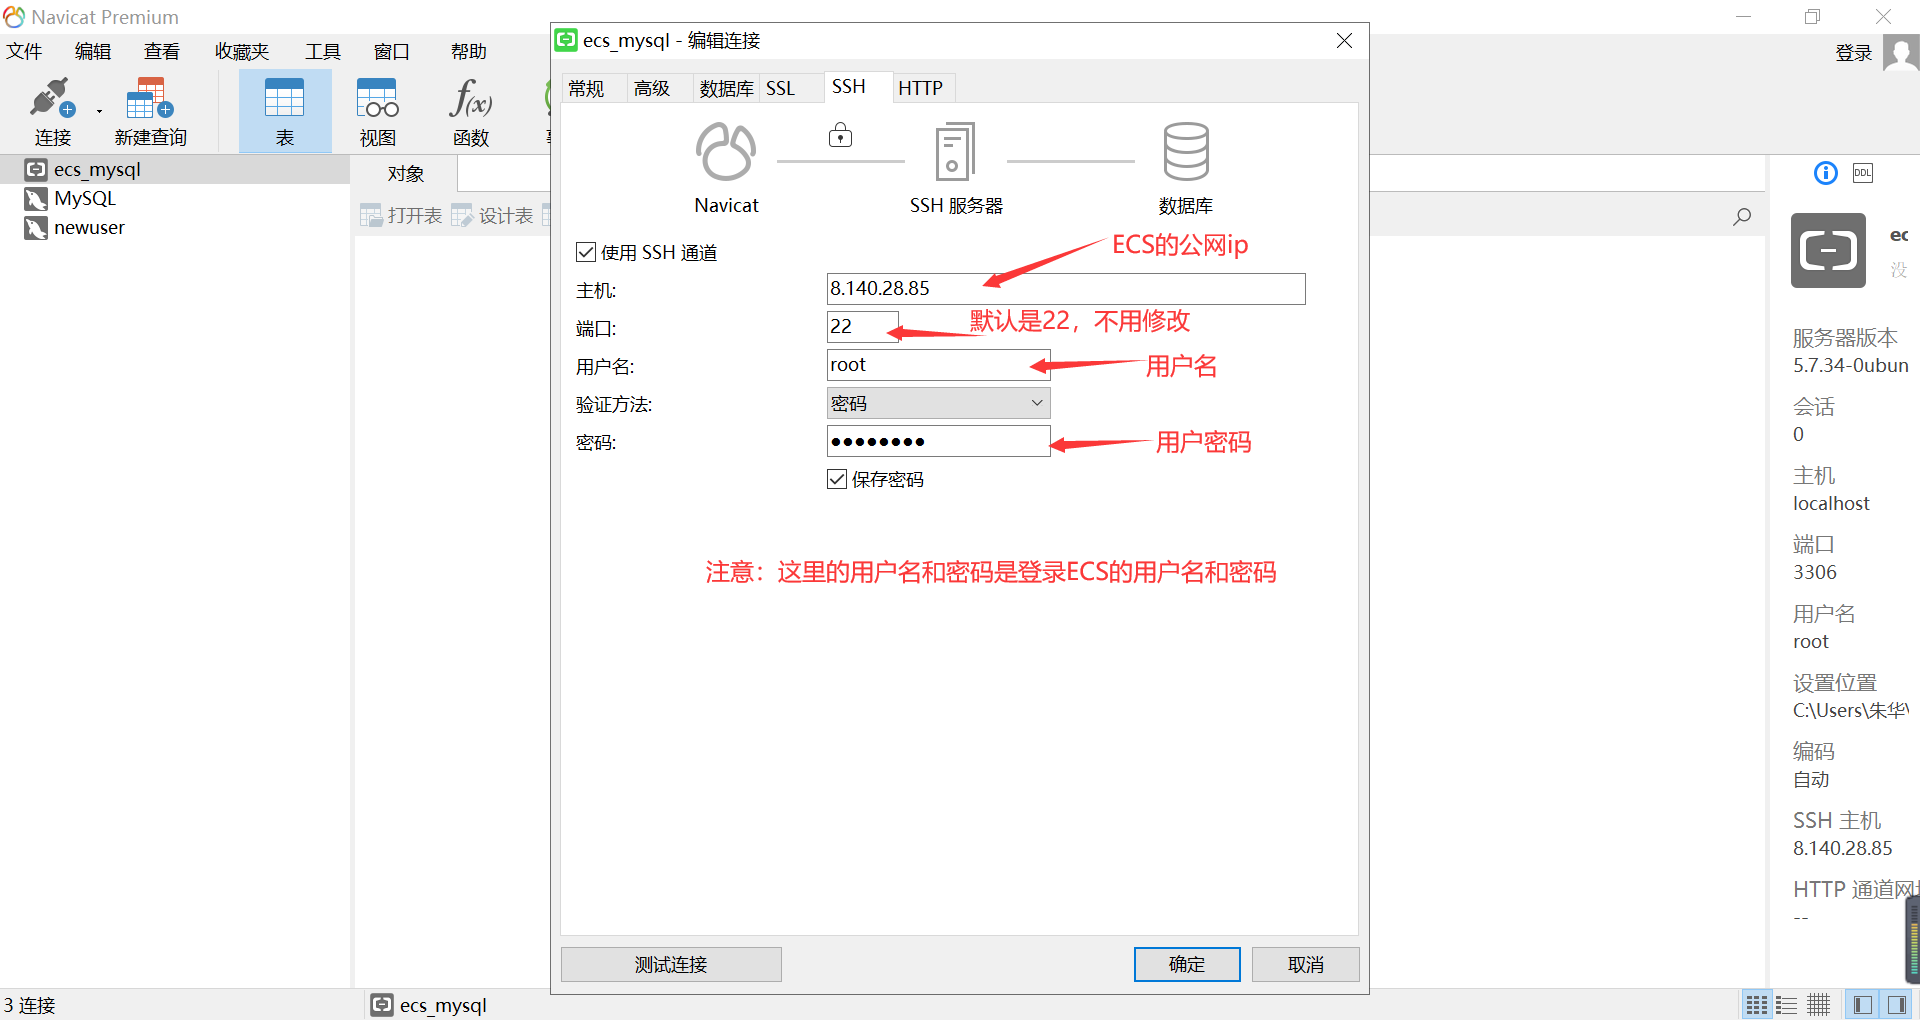 Navicat Premium
文件 编辑 查看 收藏夹 工具 窗口 帮助
登录
连接 新建查询 表 视图 函数
ecs_mysql
MySQL
newuser
对象
打开表 设计表
ecs_mysql - 编辑连接
常规 高级 数据库 SSL SSH HTTP
Navicat SSH 服务器 数据库
使用 SSH 通道
ECS的公网ip
主机: 8.140.28.85
端口: 22
默认是22，不用修改
用户名: root
用户名
验证方法: 密码
密码: ●●●●●●●●
用户密码
保存密码
注意：这里的用户名和密码是登录ECS的用户名和密码
测试连接 确定 取消
DDL
ec
没
服务器版本
5.7.34-0ubun
会话
0
主机
localhost
端口
3306
用户名
root
设置位置
C:\Users\朱华\
编码
自动
SSH 主机
8.140.28.85
HTTP 通道网
--
3 连接
ecs_mysql